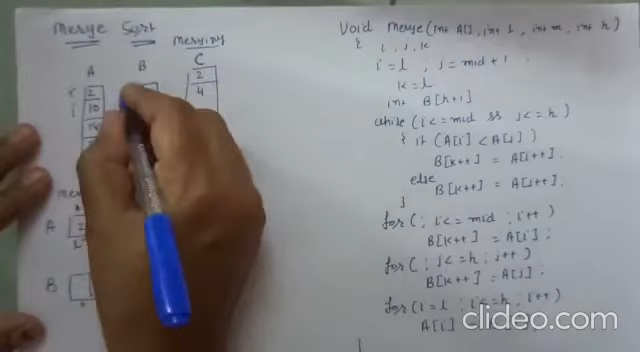 Merge Sort
merging
A B C
2
4
i 2
i 10
A 2
B
Void Merge (int A[], int l, int m, int h)
{ i, j, k
i = l , j = mid + 1
k = l
int B[h+1]
while (i <= mid && j <= h)
{ if (A[i] < A[j])
B[k++] = A[i++].
else
B[k++] = A[j++].
}
for ( ; i <= mid ; i++)
B[k++] = A[i] ;
for ( ; j <= h ; j++)
B[k++] = A[j] ;
for (i = l ; i <= h ; i++)
A[i]
clideo.com